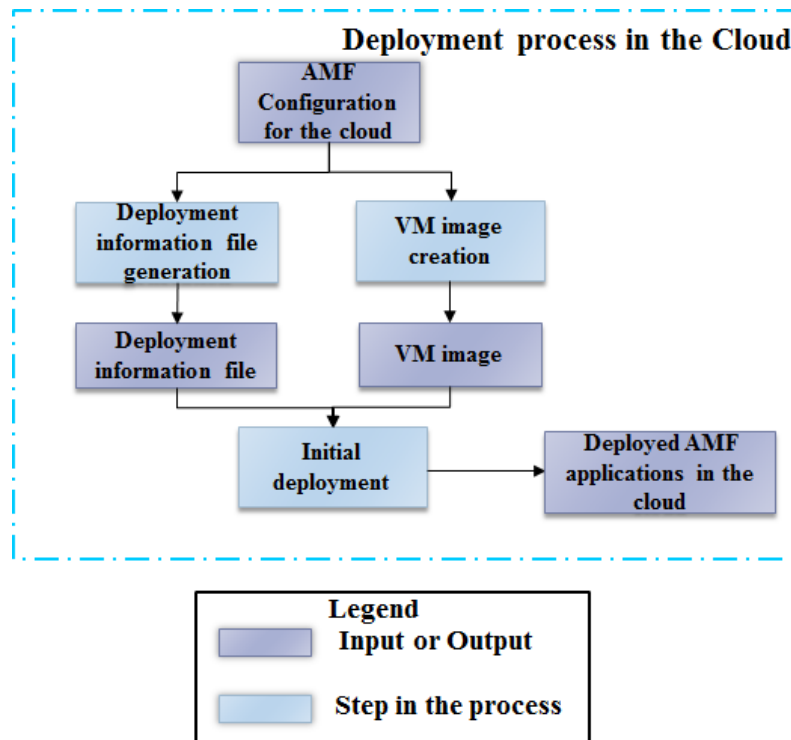 Deployment process in the Cloud
AMF
Configuration
for the cloud
Deployment
information file
generation
VM image
creation
Deployment
information file
VM image
Initial
deployment
Deployed AMF
applications in the
cloud
Legend
Input or Output
Step in the process